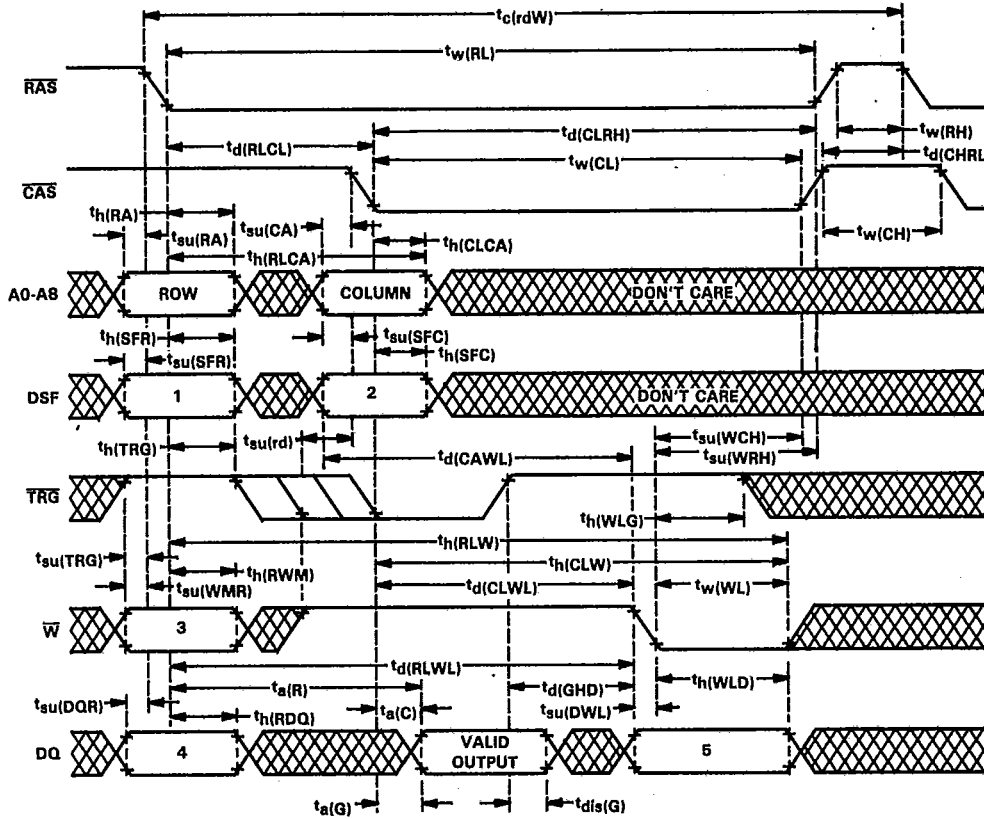 tc(rdW)
tw(RL)
RAS
td(CLRH)
tw(RH)
td(RLCL)
tw(CL)
td(CHRL
CAS
th(RA)
tsu(RA)
tsu(CA)
th(CLCA)
tw(CH)
th(RLCA)
A0-A8
ROW
COLUMN
DON'T CARE
th(SFR)
tsu(SFR)
tsu(SFC)
th(SFC)
DSF
1
2
DON'T CARE
th(TRG)
tsu(rd)
td(CAWL)
tsu(WCH)
tsu(WRH)
TRG
th(WLG)
th(RLW)
tsu(TRG)
th(RWM)
th(CLW)
tsu(WMR)
td(CLWL)
tw(WL)
W
3
td(RLWL)
ta(R)
td(GHD)
th(WLD)
tsu(DQR)
th(RDQ)
ta(C)
tsu(DWL)
DQ
4
VALID
OUTPUT
5
ta(G)
tdis(G)